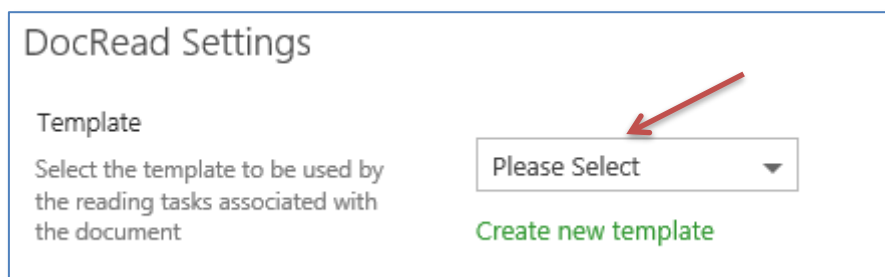 DocRead Settings
Template
Select the template to be used by
the reading tasks associated with
the document
Please Select
Create new template